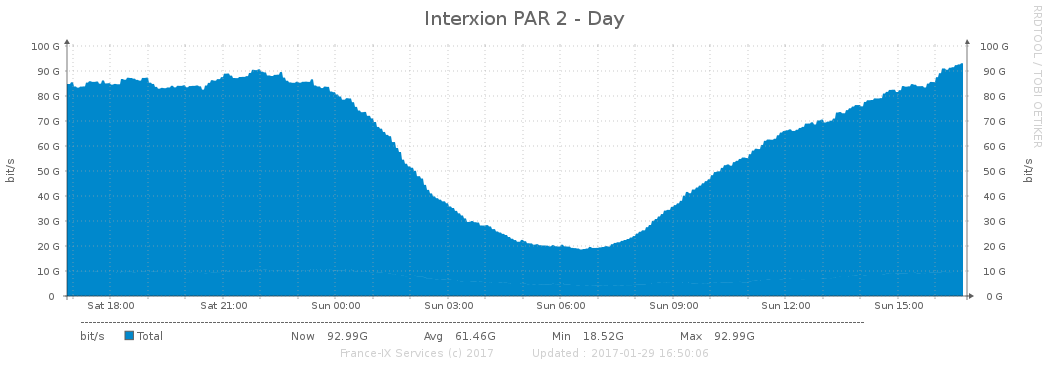 Interxion PAR 2 - Day
RRDTOOL / TOBI OETIKER
100 G 100 G
90 G 90 G
80 G 80 G
70 G 70 G
60 G 60 G
50 G 50 G
40 G 40 G
30 G 30 G
20 G 20 G
10 G 10 G
0 0 G
bit/s bit/s
Sat 18:00 Sat 21:00 Sun 00:00 Sun 03:00 Sun 06:00 Sun 09:00 Sun 12:00 Sun 15:00
bit/s Total Now 92.99G Avg 61.46G Min 18.52G Max 92.99G
France-IX Services (c) 2017 Updated : 2017-01-29 16:50:06